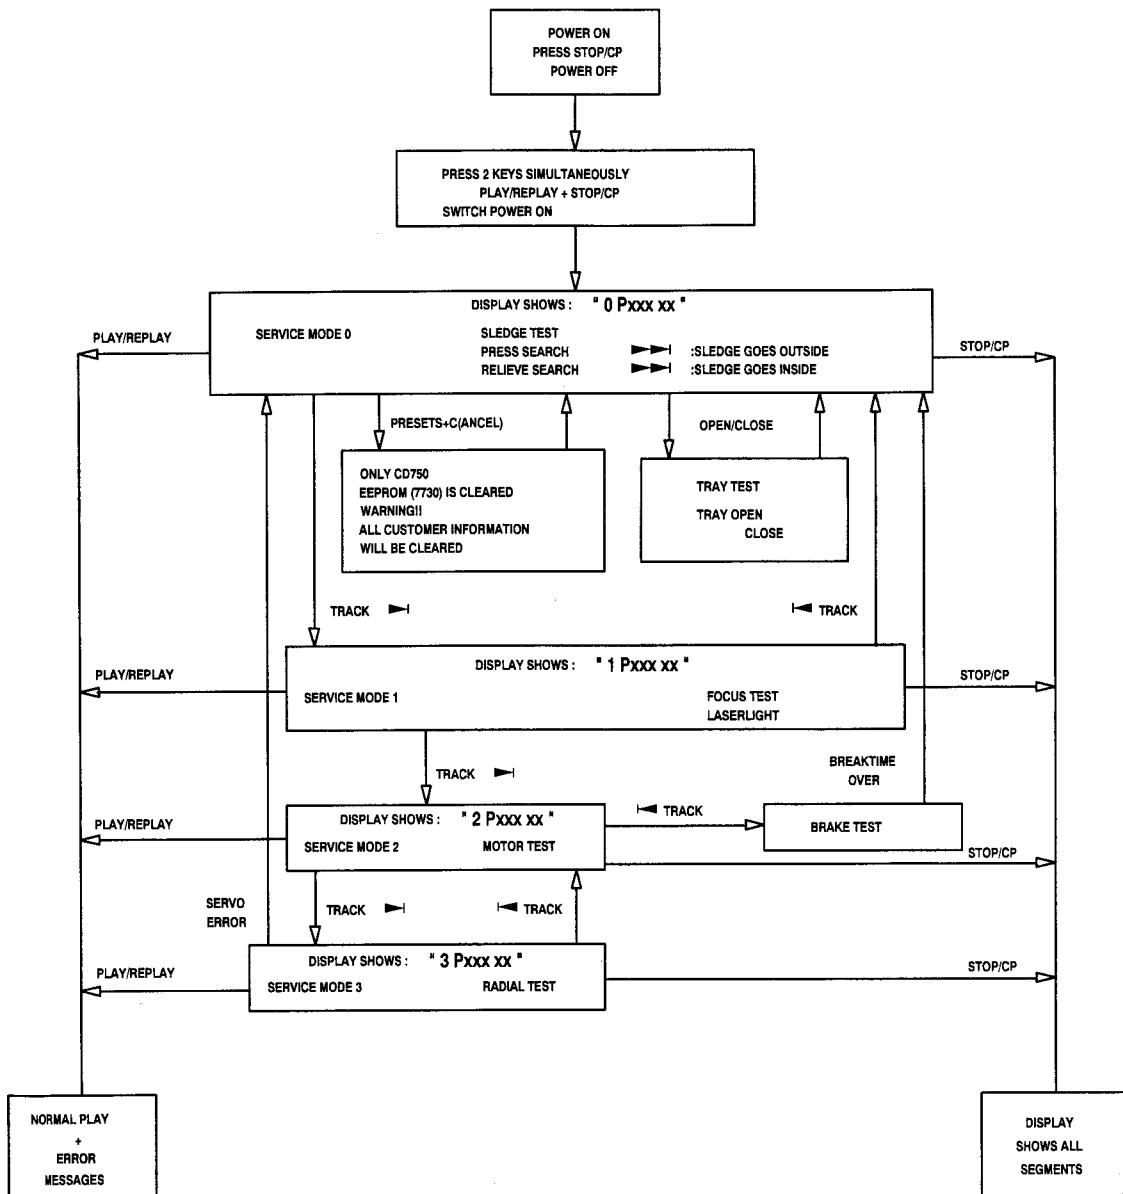 POWER ON
PRESS STOP/CP
POWER OFF
PRESS 2 KEYS SIMULTANEOUSLY
PLAY/REPLAY + STOP/CP
SWITCH POWER ON
DISPLAY SHOWS : " 0 Pxxx xx "
SERVICE MODE 0
SLEDGE TEST
PRESS SEARCH :SLEDGE GOES OUTSIDE
RELIEVE SEARCH :SLEDGE GOES INSIDE
PLAY/REPLAY
STOP/CP
PRESETS+C(ANCEL)
OPEN/CLOSE
ONLY CD750
EEPROM (7730) IS CLEARED
WARNING!!
ALL CUSTOMER INFORMATION
WILL BE CLEARED
TRAY TEST
TRAY OPEN
CLOSE
TRACK
TRACK
DISPLAY SHOWS : " 1 Pxxx xx "
SERVICE MODE 1
FOCUS TEST
LASERLIGHT
PLAY/REPLAY
STOP/CP
TRACK
BREAKTIME
OVER
DISPLAY SHOWS : " 2 Pxxx xx "
SERVICE MODE 2 MOTOR TEST
PLAY/REPLAY
TRACK
BRAKE TEST
STOP/CP
SERVO
ERROR
TRACK
TRACK
DISPLAY SHOWS : " 3 Pxxx xx "
SERVICE MODE 3 RADIAL TEST
PLAY/REPLAY
STOP/CP
NORMAL PLAY
+
ERROR
MESSAGES
DISPLAY
SHOWS ALL
SEGMENTS